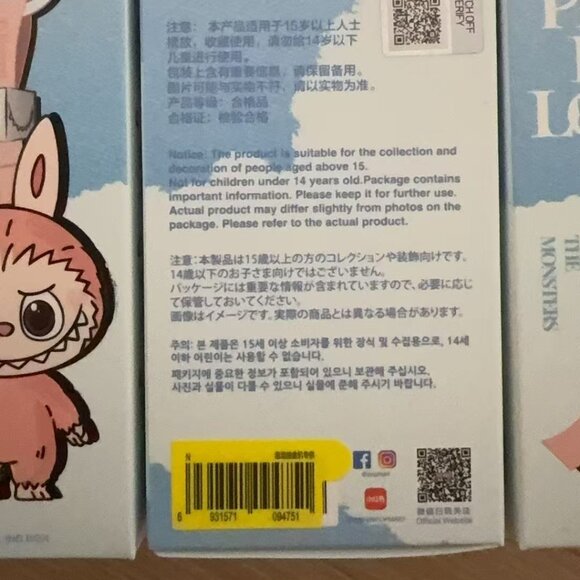 TCH OFF
VERIFY
注意：本产品适用于15岁以上人士
摆放，收藏使用，请勿给14岁以下
儿童进行使用。
包装上含有重要信息，请保留备用。
图片可能与实物不符，请以实物为准。
产品等级：合格品
合格证：检验合格
Notice: The product is suitable for the collection and
decoration of people aged above 15.
Not for children under 14 years old.Package contains
important information. Please keep it for further use.
Actual product may differ slightly from photos on the
package. Please refer to the actual product.
注意:本製品は15歳以上の方のコレクションや装飾向けです。
14歳以下のお子さま向けではございません。
パッケージには重要な情報が含まれていますので、必要に応じ
て保管しておいてください。
画像はイメージです。実際の商品とは異なる場合があります。
주의: 본 제품은 15세 이상 소비자를 위한 장식 및 수집용으로, 14세
이하 어린이는 사용할 수 없습니다.
패키지에 중요한 정보가 포함되어 있으니 보관해 주십시오.
사진과 실물이 다를 수 있으니 실물에 준해 주시기 바랍니다.
N
6 931571 094751
小红书
微信扫码关注
Official Website
P
LO
THE
MONSTERS